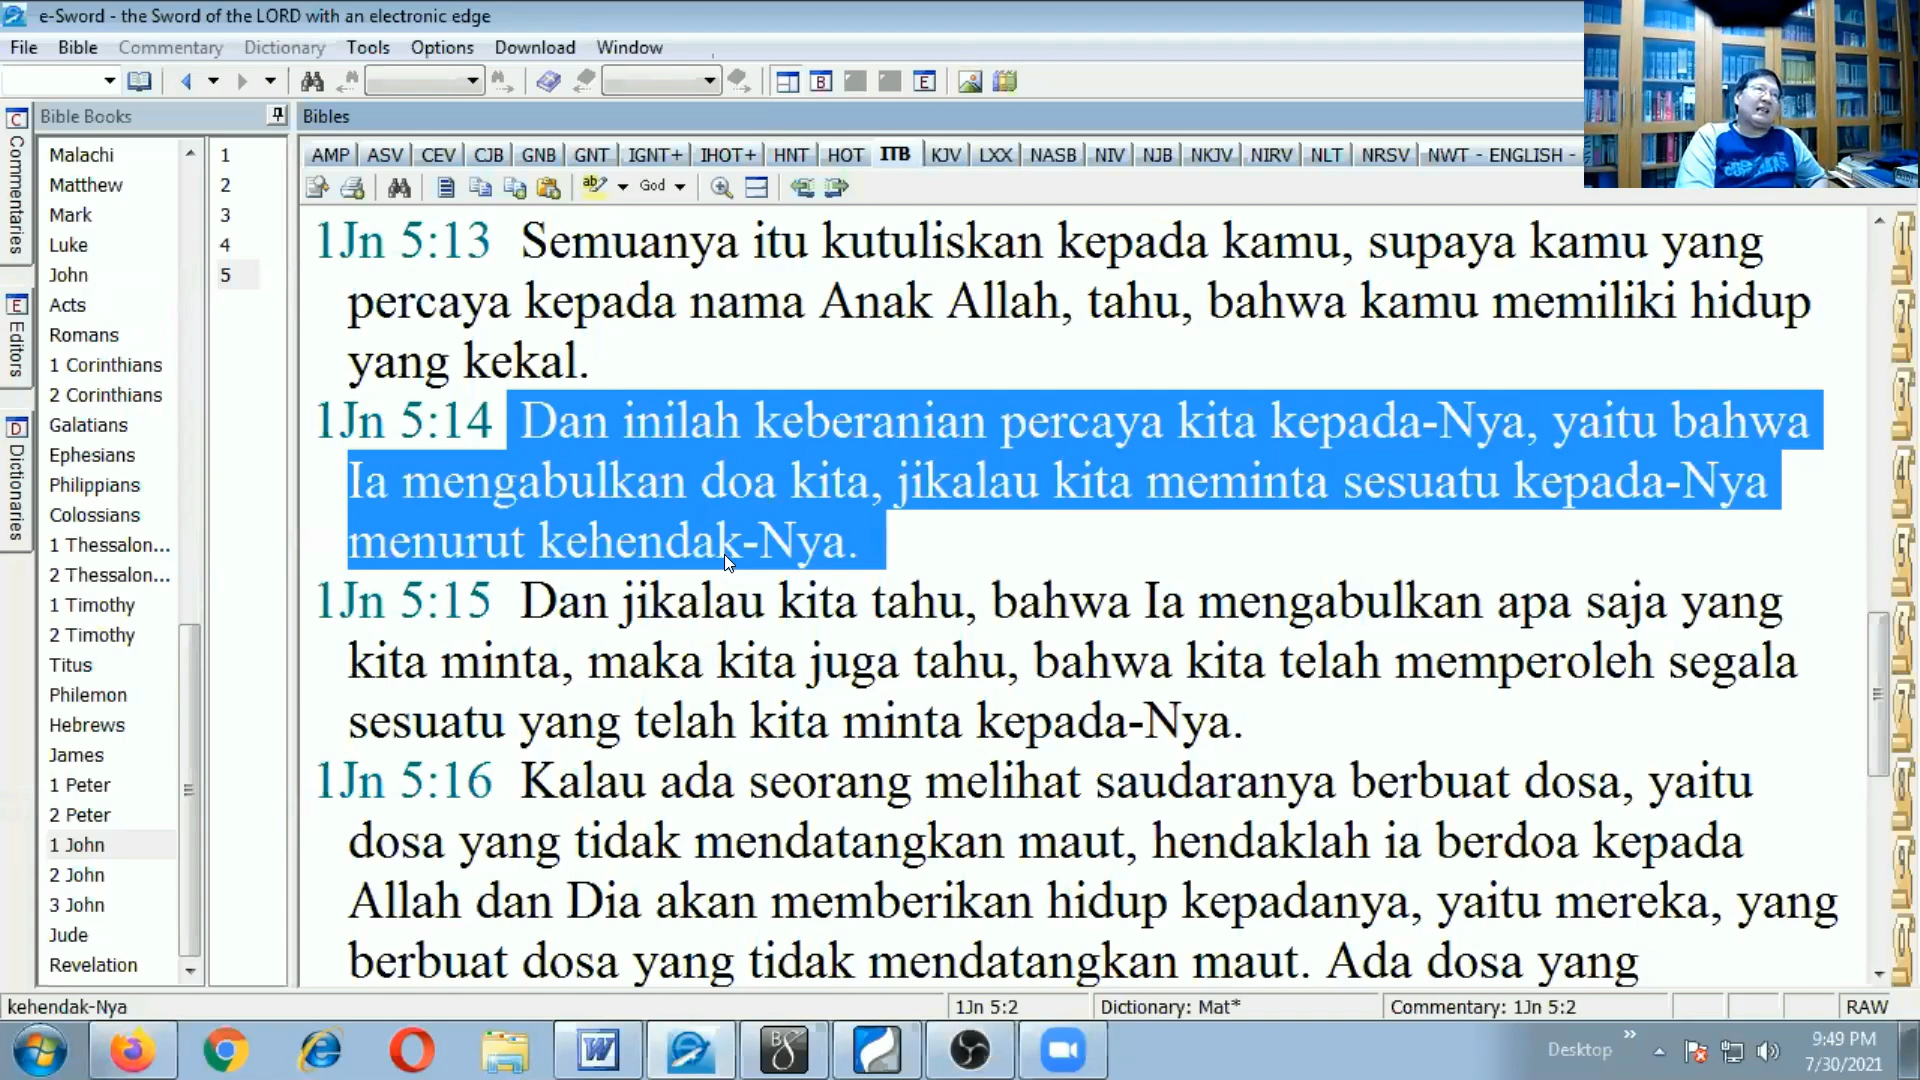 e-Sword - the Sword of the LORD with an electronic edge
File Bible Commentary Dictionary Tools Options Download Window
Bible Books
Bibles
C Commentaries
E Editors
D Dictionaries
Malachi
Matthew
Mark
Luke
John
Acts
Romans
1 Corinthians
2 Corinthians
Galatians
Ephesians
Philippians
Colossians
1 Thessalon...
2 Thessalon...
1 Timothy
2 Timothy
Titus
Philemon
Hebrews
James
1 Peter
2 Peter
1 John
2 John
3 John
Jude
Revelation
1
2
3
4
5
AMP ASV CEV CJB GNB GNT IGNT+ IHOT+ HNT HOT ITB KJV LXX NASB NIV NJB NKJV NIRV NLT NRSV NWT - ENGLISH -
God
1Jn 5:13 Semuanya itu kutuliskan kepada kamu, supaya kamu yang
percaya kepada nama Anak Allah, tahu, bahwa kamu memiliki hidup
yang kekal.
1Jn 5:14 Dan inilah keberanian percaya kita kepada-Nya, yaitu bahwa
Ia mengabulkan doa kita, jikalau kita meminta sesuatu kepada-Nya
menurut kehendak-Nya.
1Jn 5:15 Dan jikalau kita tahu, bahwa Ia mengabulkan apa saja yang
kita minta, maka kita juga tahu, bahwa kita telah memperoleh segala
sesuatu yang telah kita minta kepada-Nya.
1Jn 5:16 Kalau ada seorang melihat saudaranya berbuat dosa, yaitu
dosa yang tidak mendatangkan maut, hendaklah ia berdoa kepada
Allah dan Dia akan memberikan hidup kepadanya, yaitu mereka, yang
berbuat dosa yang tidak mendatangkan maut. Ada dosa yang
kehendak-Nya
1Jn 5:2
Dictionary: Mat*
Commentary: 1Jn 5:2
RAW
Desktop
9:49 PM
7/30/2021